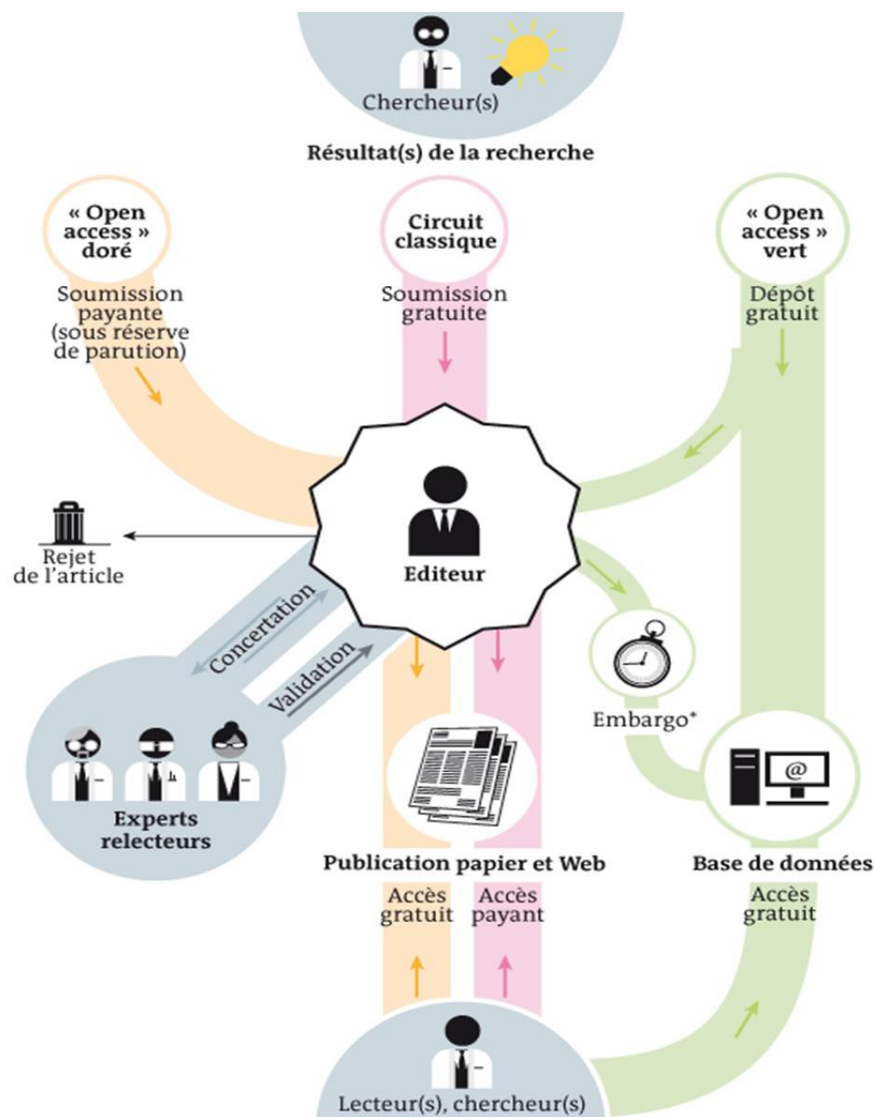 Chercheur(s)
Résultat(s) de la recherche
« Open
access »
doré
Soumission
payante
(sous réserve
de parution)
Circuit
classique
Soumission
gratuite
« Open
access »
vert
Dépôt
gratuit
Editeur
Rejet
de l'article
Concertation
Validation
Experts
relecteurs
Embargo*
@
Publication papier et Web
Base de données
Accès
gratuit
Accès
payant
Accès
gratuit
Lecteur(s), chercheur(s)